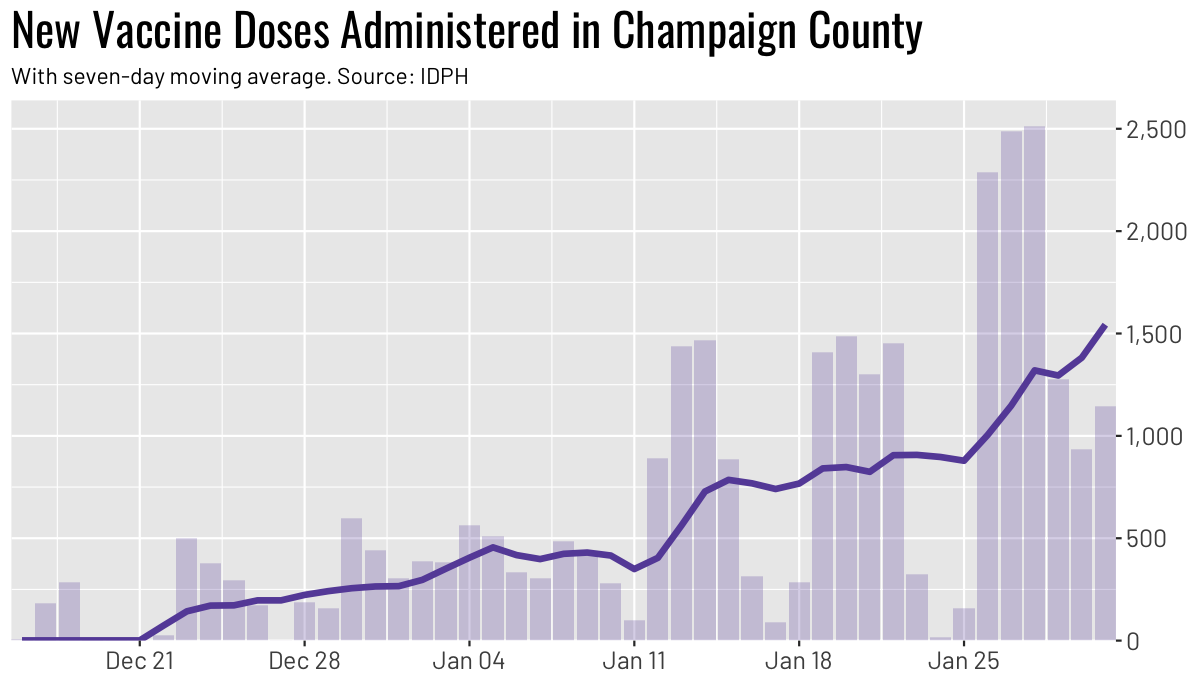 New Vaccine Doses Administered in Champaign County
With seven-day moving average. Source: IDPH
2,500
2,000
1,500
1,000
500
0
Dec 21 Dec 28 Jan 04 Jan 11 Jan 18 Jan 25